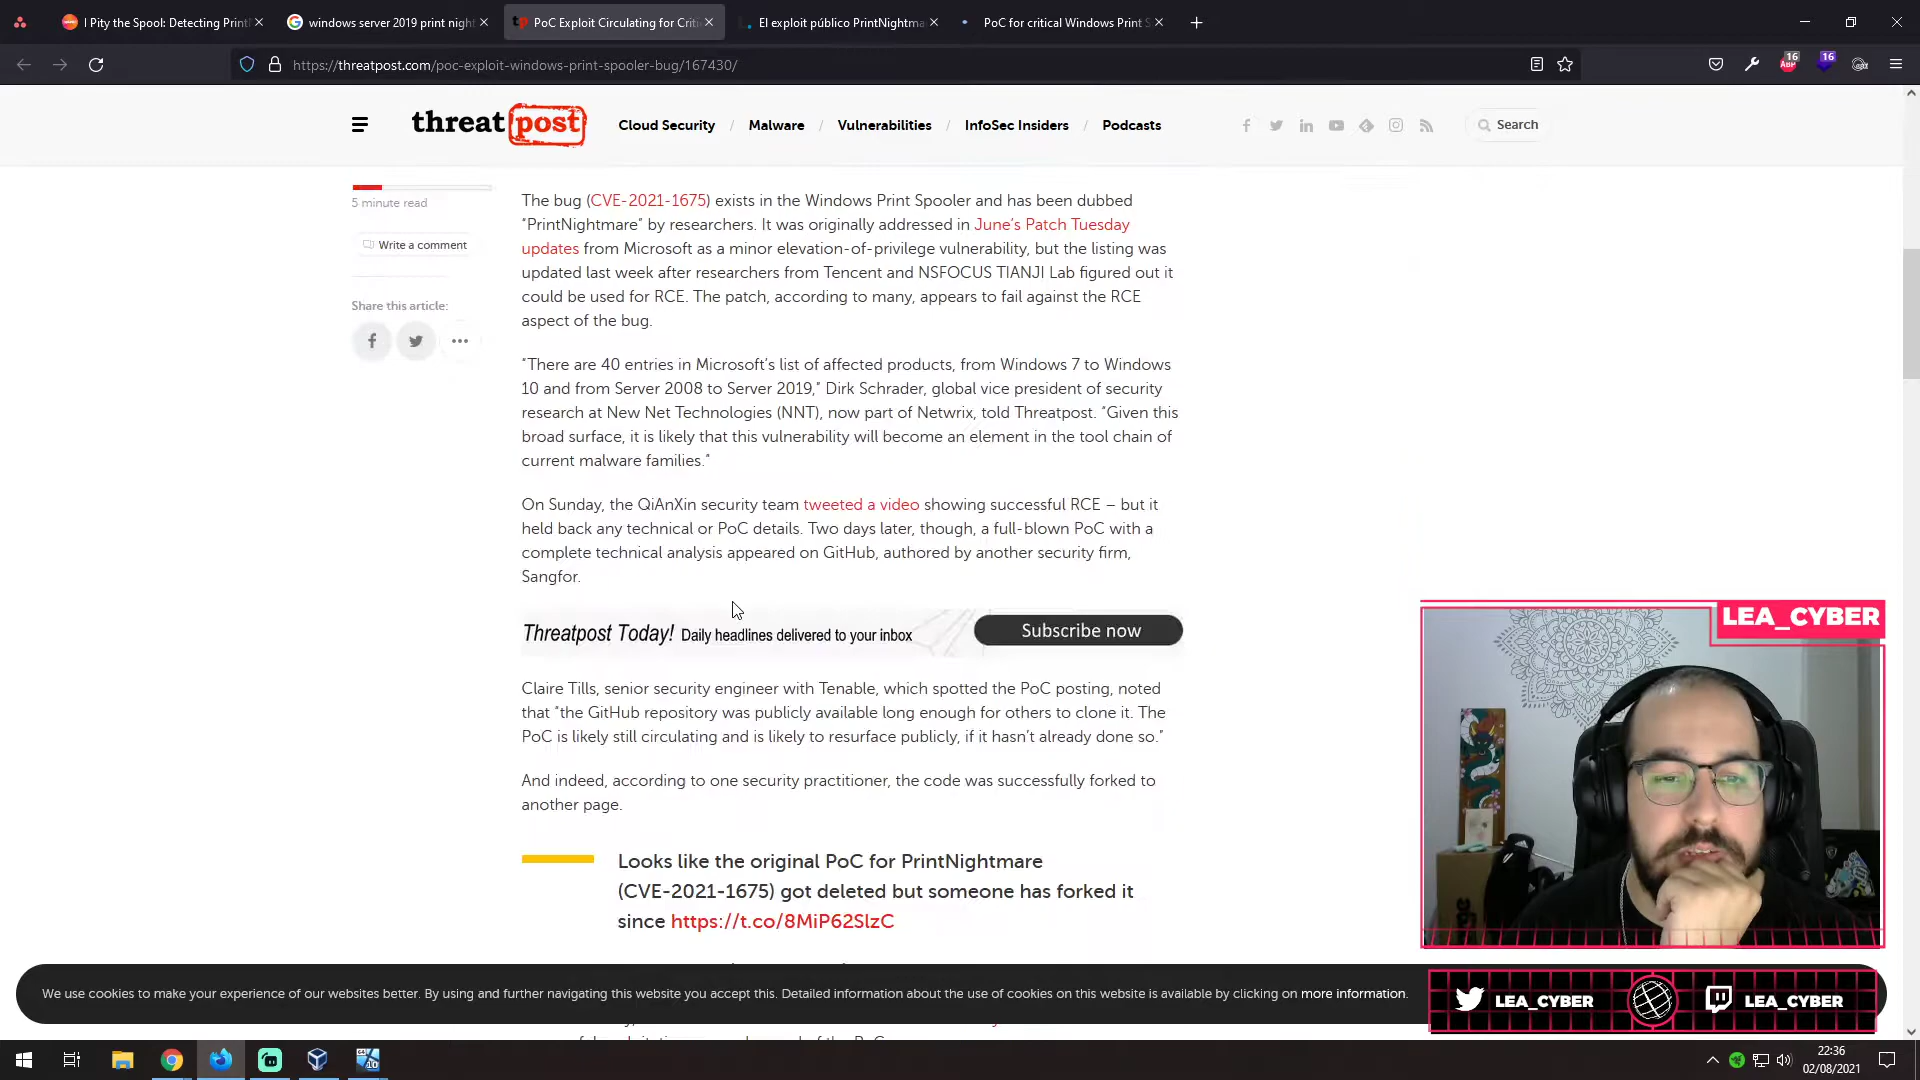 I Pity the Spool: Detecting Print
windows server 2019 print nigh
PoC Exploit Circulating for Criti
El exploit público PrintNightma
PoC for critical Windows Print S
https://threatpost.com/poc-exploit-windows-print-spooler-bug/167430/
16
ABP
16
threatpost
Cloud Security / Malware / Vulnerabilities / InfoSec Insiders / Podcasts
Search
5 minute read
Write a comment
Share this article:
The bug (CVE-2021-1675) exists in the Windows Print Spooler and has been dubbed
“PrintNightmare” by researchers. It was originally addressed in June’s Patch Tuesday
updates from Microsoft as a minor elevation-of-privilege vulnerability, but the listing was
updated last week after researchers from Tencent and NSFOCUS TIANJI Lab figured out it
could be used for RCE. The patch, according to many, appears to fail against the RCE
aspect of the bug.
“There are 40 entries in Microsoft’s list of affected products, from Windows 7 to Windows
10 and from Server 2008 to Server 2019,” Dirk Schrader, global vice president of security
research at New Net Technologies (NNT), now part of Netwrix, told Threatpost. “Given this
broad surface, it is likely that this vulnerability will become an element in the tool chain of
current malware families.”
On Sunday, the QiAnXin security team tweeted a video showing successful RCE – but it
held back any technical or PoC details. Two days later, though, a full-blown PoC with a
complete technical analysis appeared on GitHub, authored by another security firm,
Sangfor.
Threatpost Today! Daily headlines delivered to your inbox
Subscribe now
Claire Tills, senior security engineer with Tenable, which spotted the PoC posting, noted
that “the GitHub repository was publicly available long enough for others to clone it. The
PoC is likely still circulating and is likely to resurface publicly, if it hasn’t already done so.”
And indeed, according to one security practitioner, the code was successfully forked to
another page.
Looks like the original PoC for PrintNightmare
(CVE-2021-1675) got deleted but someone has forked it
since https://t.co/8MiP62SlzC
We use cookies to make your experience of our websites better. By using and further navigating this website you accept this. Detailed information about the use of cookies on this website is available by clicking on more information.
LEA_CYBER
LEA_CYBER
LEA_CYBER
22:36
02/08/2021